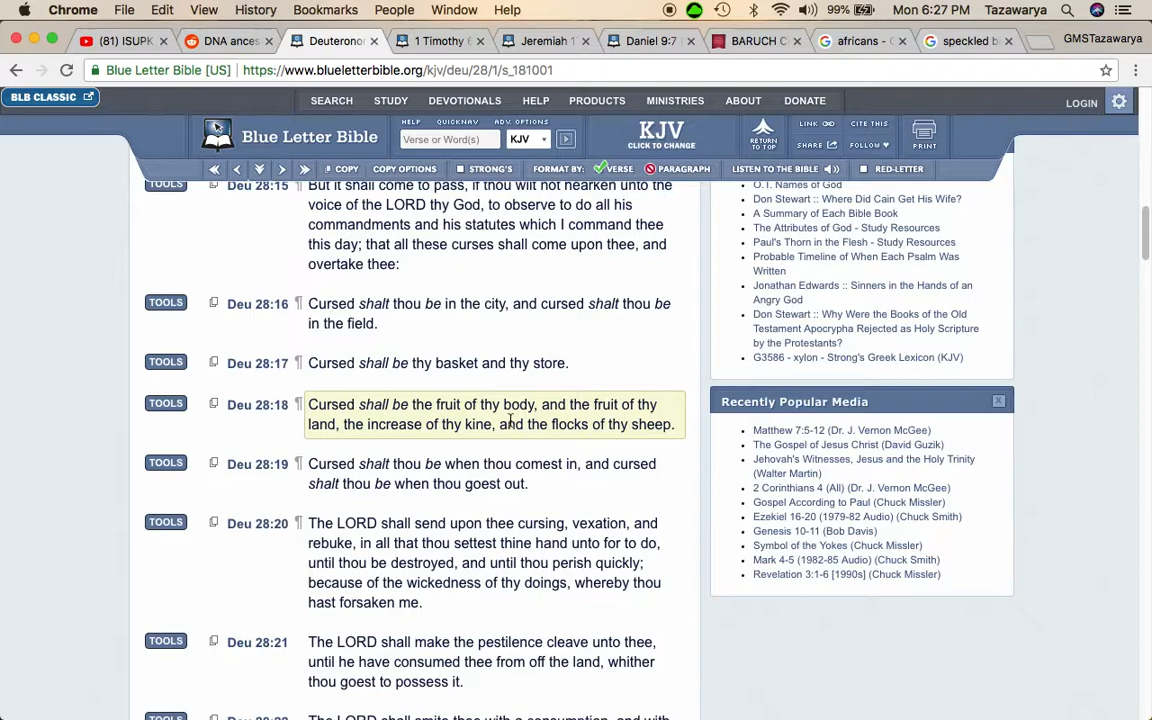 Chrome File Edit View History Bookmarks People Window Help 99% Mon 6:27 PM Tazawarya
(81) ISUPK DNA ances Deuteronon 1 Timothy 6 Jeremiah 1 Daniel 9:7 BARUCH C africans - G speckled b GMSTazawarya
Blue Letter Bible [US] https://www.blueletterbible.org/kjv/deu/28/1/s_181001
BLB CLASSIC
SEARCH STUDY DEVOTIONALS HELP PRODUCTS MINISTRIES ABOUT DONATE LOGIN
HELP QUICKNAV ADV. OPTIONS
Blue Letter Bible Verse or Word(s) KJV
KJV
CLICK TO CHANGE
RETURN TO TOP
LINK CITE THIS
SHARE FOLLOW
PRINT
COPY COPY OPTIONS STRONG'S FORMAT BY: VERSE PARAGRAPH LISTEN TO THE BIBLE RED-LETTER
TOOLS Deu 28:15 ¶ But it shall come to pass, if thou wilt not hearken unto the
voice of the LORD thy God, to observe to do all his
commandments and his statutes which I command thee
this day; that all these curses shall come upon thee, and
overtake thee:
TOOLS Deu 28:16 ¶ Cursed shalt thou be in the city, and cursed shalt thou be
in the field.
TOOLS Deu 28:17 ¶ Cursed shall be thy basket and thy store.
TOOLS Deu 28:18 ¶ Cursed shall be the fruit of thy body, and the fruit of thy
land, the increase of thy kine, and the flocks of thy sheep.
TOOLS Deu 28:19 ¶ Cursed shalt thou be when thou comest in, and cursed
shalt thou be when thou goest out.
TOOLS Deu 28:20 ¶ The LORD shall send upon thee cursing, vexation, and
rebuke, in all that thou settest thine hand unto for to do,
until thou be destroyed, and until thou perish quickly;
because of the wickedness of thy doings, whereby thou
hast forsaken me.
TOOLS Deu 28:21 The LORD shall make the pestilence cleave unto thee,
until he have consumed thee from off the land, whither
thou goest to possess it.
O.T. Names of God
Don Stewart :: Where Did Cain Get His Wife?
A Summary of Each Bible Book
The Attributes of God - Study Resources
Paul's Thorn in the Flesh - Study Resources
Probable Timeline of When Each Psalm Was
Written
Jonathan Edwards :: Sinners in the Hands of an
Angry God
Don Stewart :: Why Were the Books of the Old
Testament Apocrypha Rejected as Holy Scripture
by the Protestants?
G3586 - xylon - Strong's Greek Lexicon (KJV)
Recently Popular Media
Matthew 7:5-12 (Dr. J. Vernon McGee)
The Gospel of Jesus Christ (David Guzik)
Jehovah's Witnesses, Jesus and the Holy Trinity
(Walter Martin)
2 Corinthians 4 (All) (Dr. J. Vernon McGee)
Gospel According to Paul (Chuck Missler)
Ezekiel 16-20 (1979-82 Audio) (Chuck Smith)
Genesis 10-11 (Bob Davis)
Symbol of the Yokes (Chuck Missler)
Mark 4-5 (1982-85 Audio) (Chuck Smith)
Revelation 3:1-6 [1990s] (Chuck Missler)